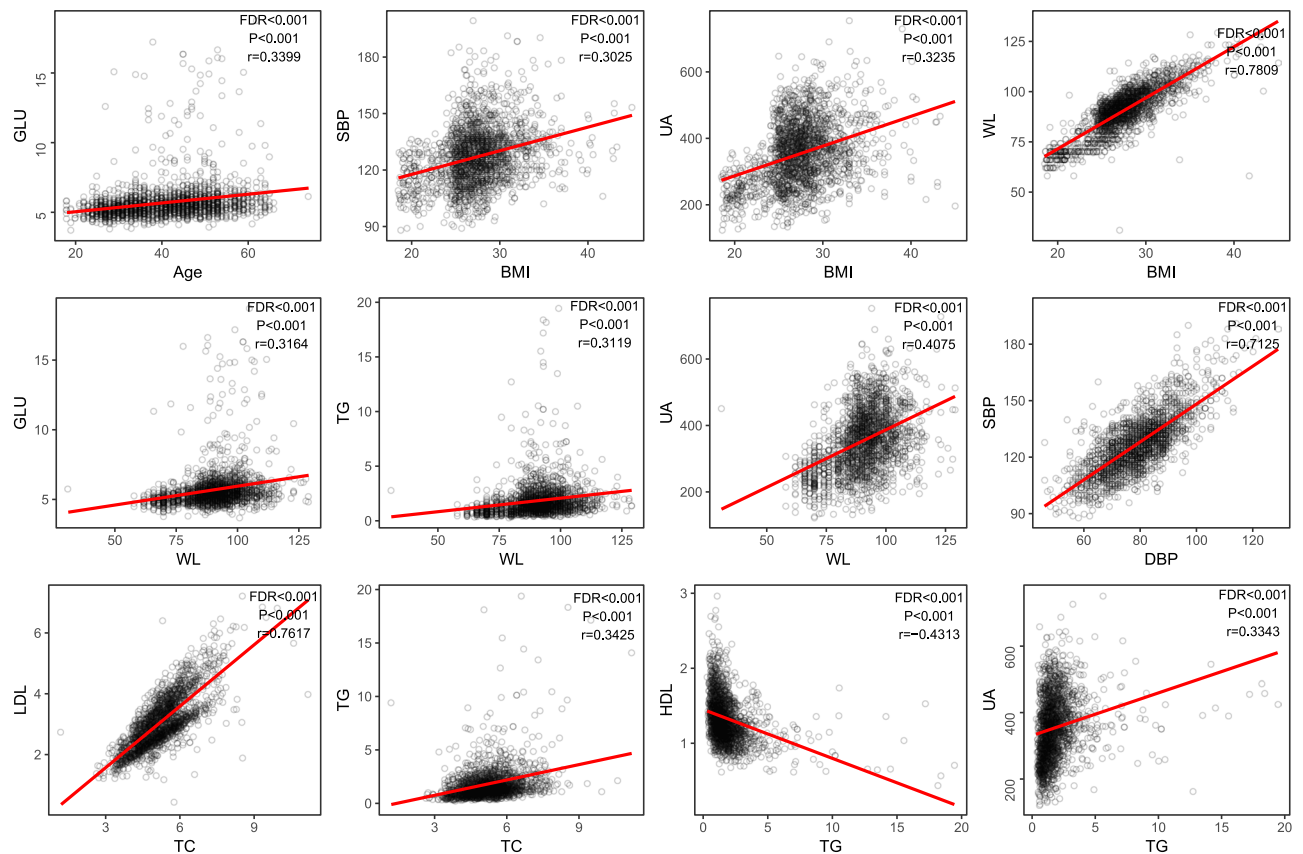 FDR<0.001
P<0.001
r=0.3399
GLU
15
10
5
20
40
60
Age
FDR<0.001
P<0.001
r=0.3025
SBP
180
150
120
90
20
30
40
BMI
FDR<0.001
P<0.001
r=0.3235
UA
600
400
200
20
30
40
BMI
FDR<0.001
P<0.001
r=0.7809
WL
125
100
75
50
20
30
40
BMI
FDR<0.001
P<0.001
r=0.3164
GLU
15
10
5
50
75
100
125
WL
FDR<0.001
P<0.001
r=0.3119
TG
20
15
10
5
0
50
75
100
125
WL
FDR<0.001
P<0.001
r=0.4075
UA
600
400
200
50
75
100
125
WL
FDR<0.001
P<0.001
r=0.7125
SBP
180
150
120
90
60
80
100
120
DBP
FDR<0.001
P<0.001
r=0.7617
LDL
6
4
2
3
6
9
TC
FDR<0.001
P<0.001
r=0.3425
TG
20
15
10
5
0
3
6
9
TC
FDR<0.001
P<0.001
r=−0.4313
HDL
3
2
1
0
5
10
15
20
TG
FDR<0.001
P<0.001
r=0.3343
UA
600
400
200
0
5
10
15
20
TG